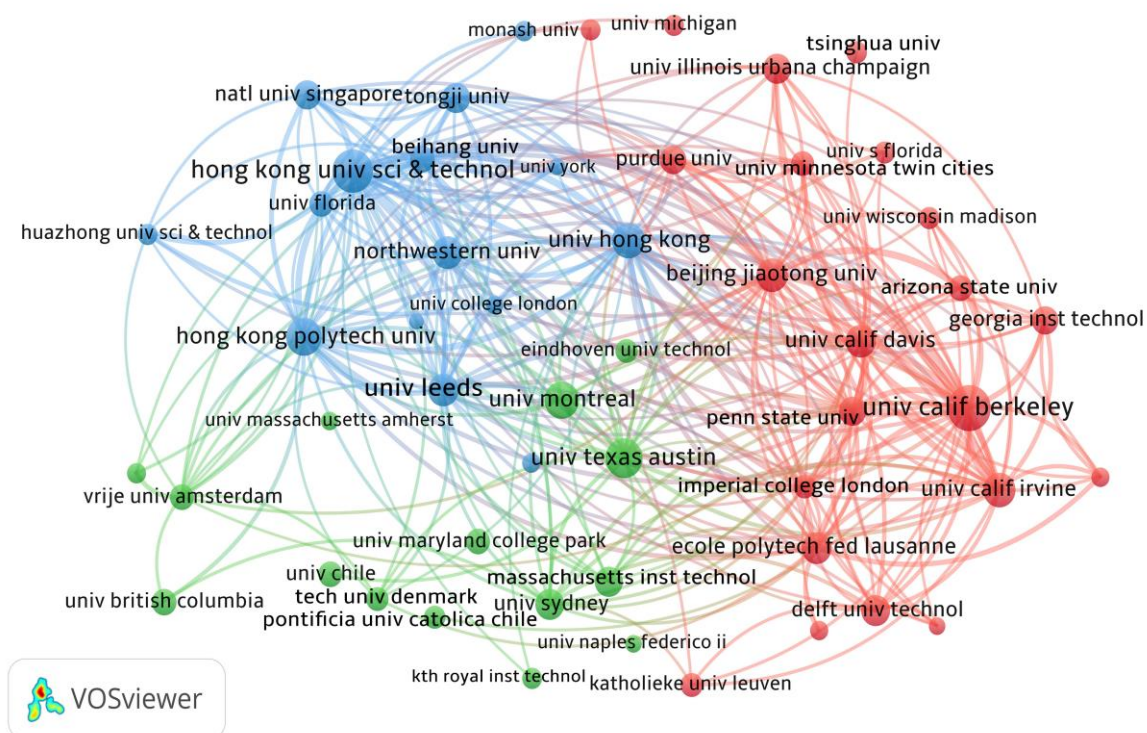 monash univ
univ michigan
tsinghua univ
univ illinois urbana champaign
natl univ singapore
tongji univ
beihang univ
hong kong univ sci & technol
univ york
purdue univ
univ s florida
univ minnesota twin cities
univ florida
univ wisconsin madison
huazhong univ sci & technol
northwestern univ
univ hong kong
beijing jiaotong univ
arizona state univ
univ college london
georgia inst technol
hong kong polytech univ
eindhoven univ technol
univ calif davis
univ leeds
univ montreal
penn state univ
univ calif berkeley
univ massachusetts amherst
univ texas austin
vrije univ amsterdam
imperial college london
univ calif irvine
univ maryland college park
ecole polytech fed lausanne
univ chile
massachusetts inst technol
univ british columbia
tech univ denmark
univ sydney
delft univ technol
pontificia univ catolica chile
univ naples federico ii
kth royal inst technol
katholieke univ leuven
VOSviewer